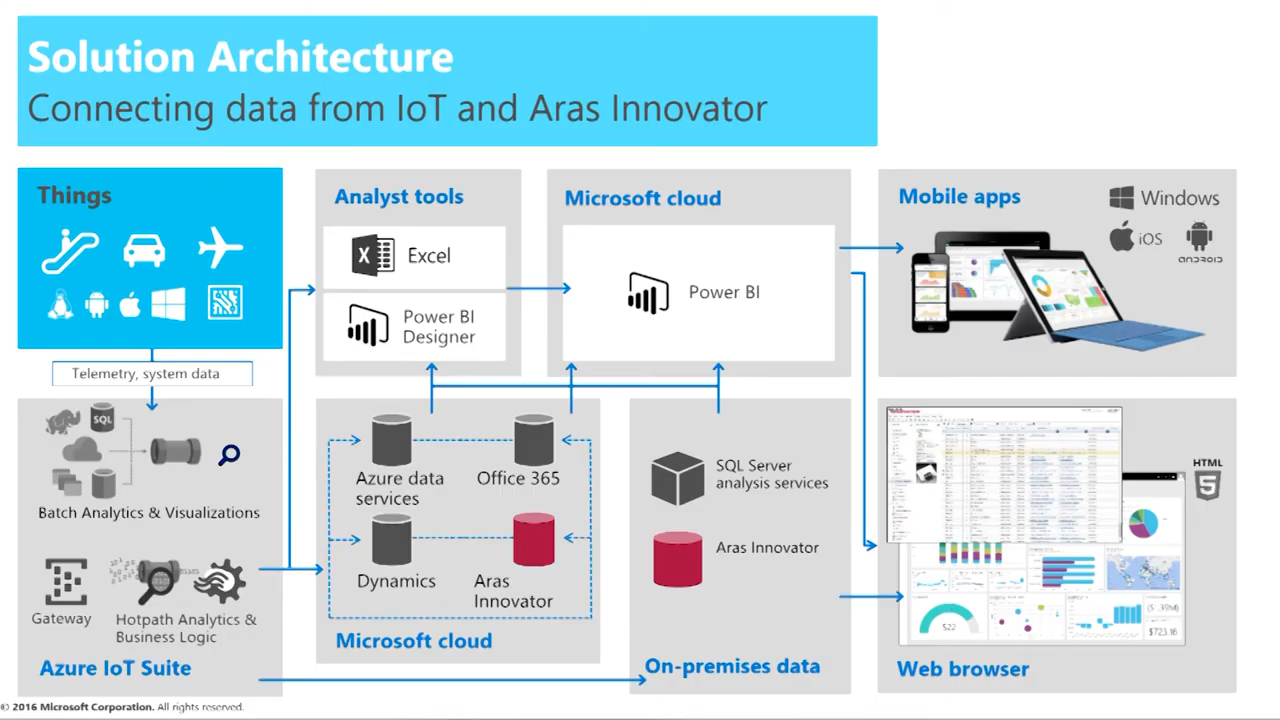 Solution Architecture
Connecting data from IoT and Aras Innovator
Things
Telemetry, system data
SQL
Batch Analytics & Visualizations
Gateway
Hotpath Analytics &
Business Logic
Azure IoT Suite
Analyst tools
X
Excel
Power BI
Designer
Microsoft cloud
Power BI
Azure data
services
Office 365
Dynamics
Aras
Innovator
Microsoft cloud
SQL Server
analysis services
Aras Innovator
On-premises data
Mobile apps
Windows
iOS
ANDROID
HTML
5
522
$723.16
Web browser
© 2016 Microsoft Corporation. All rights reserved.